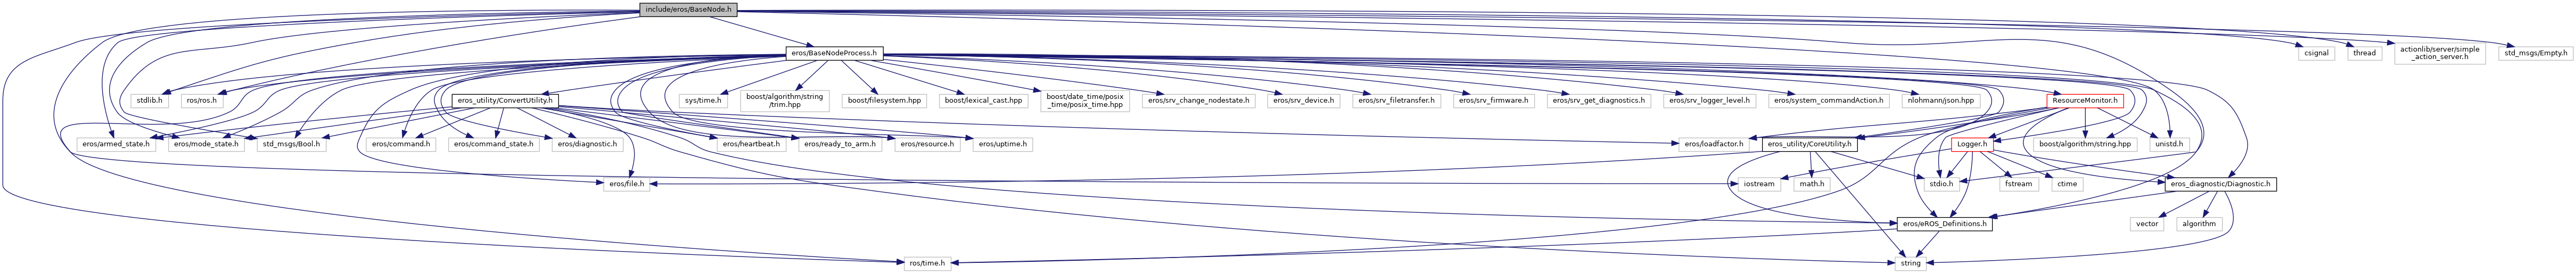 include/eros/BaseNode.h
eros/BaseNodeProcess.h
csignal
thread
actionlib/server/simple
_action_server.h
std_msgs/Empty.h
stdlib.h
ros/ros.h
eros_utility/ConvertUtility.h
sys/time.h
boost/algorithm/string
/trim.hpp
boost/filesystem.hpp
boost/lexical_cast.hpp
boost/date_time/posix
_time/posix_time.hpp
eros/srv_change_nodestate.h
eros/srv_device.h
eros/srv_filetransfer.h
eros/srv_firmware.h
eros/srv_get_diagnostics.h
eros/srv_logger_level.h
eros/system_commandAction.h
nlohmann/json.hpp
ResourceMonitor.h
eros/armed_state.h
eros/mode_state.h
std_msgs/Bool.h
eros/command.h
eros/command_state.h
eros/diagnostic.h
eros/heartbeat.h
eros/ready_to_arm.h
eros/resource.h
eros/uptime.h
eros/loadfactor.h
eros_utility/CoreUtility.h
Logger.h
boost/algorithm/string.hpp
unistd.h
eros/file.h
iostream
math.h
stdio.h
fstream
ctime
eros_diagnostic/Diagnostic.h
eros/eROS_Definitions.h
vector
algorithm
ros/time.h
string